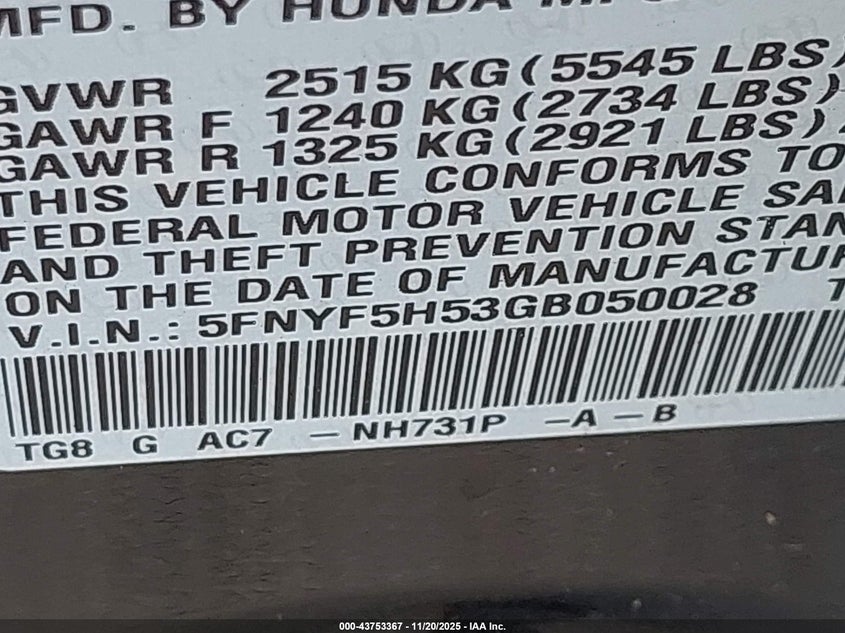 MFD. BY HONDA
GVWR 2515 KG(5545 LBS)
GAWR F 1240 KG(2734 LBS)
GAWR R 1325 KG(2921 LBS)
THIS VEHICLE CONFORMS TO
FEDERAL MOTOR VEHICLE
AND THEFT PREVENTION
ON THE DATE OF
V.I.N.: 5FNYF5H53GB050028
TG8 G AC7 -NH731P -A-B
000-43753367 - 11/20/2025 - IAA Inc.